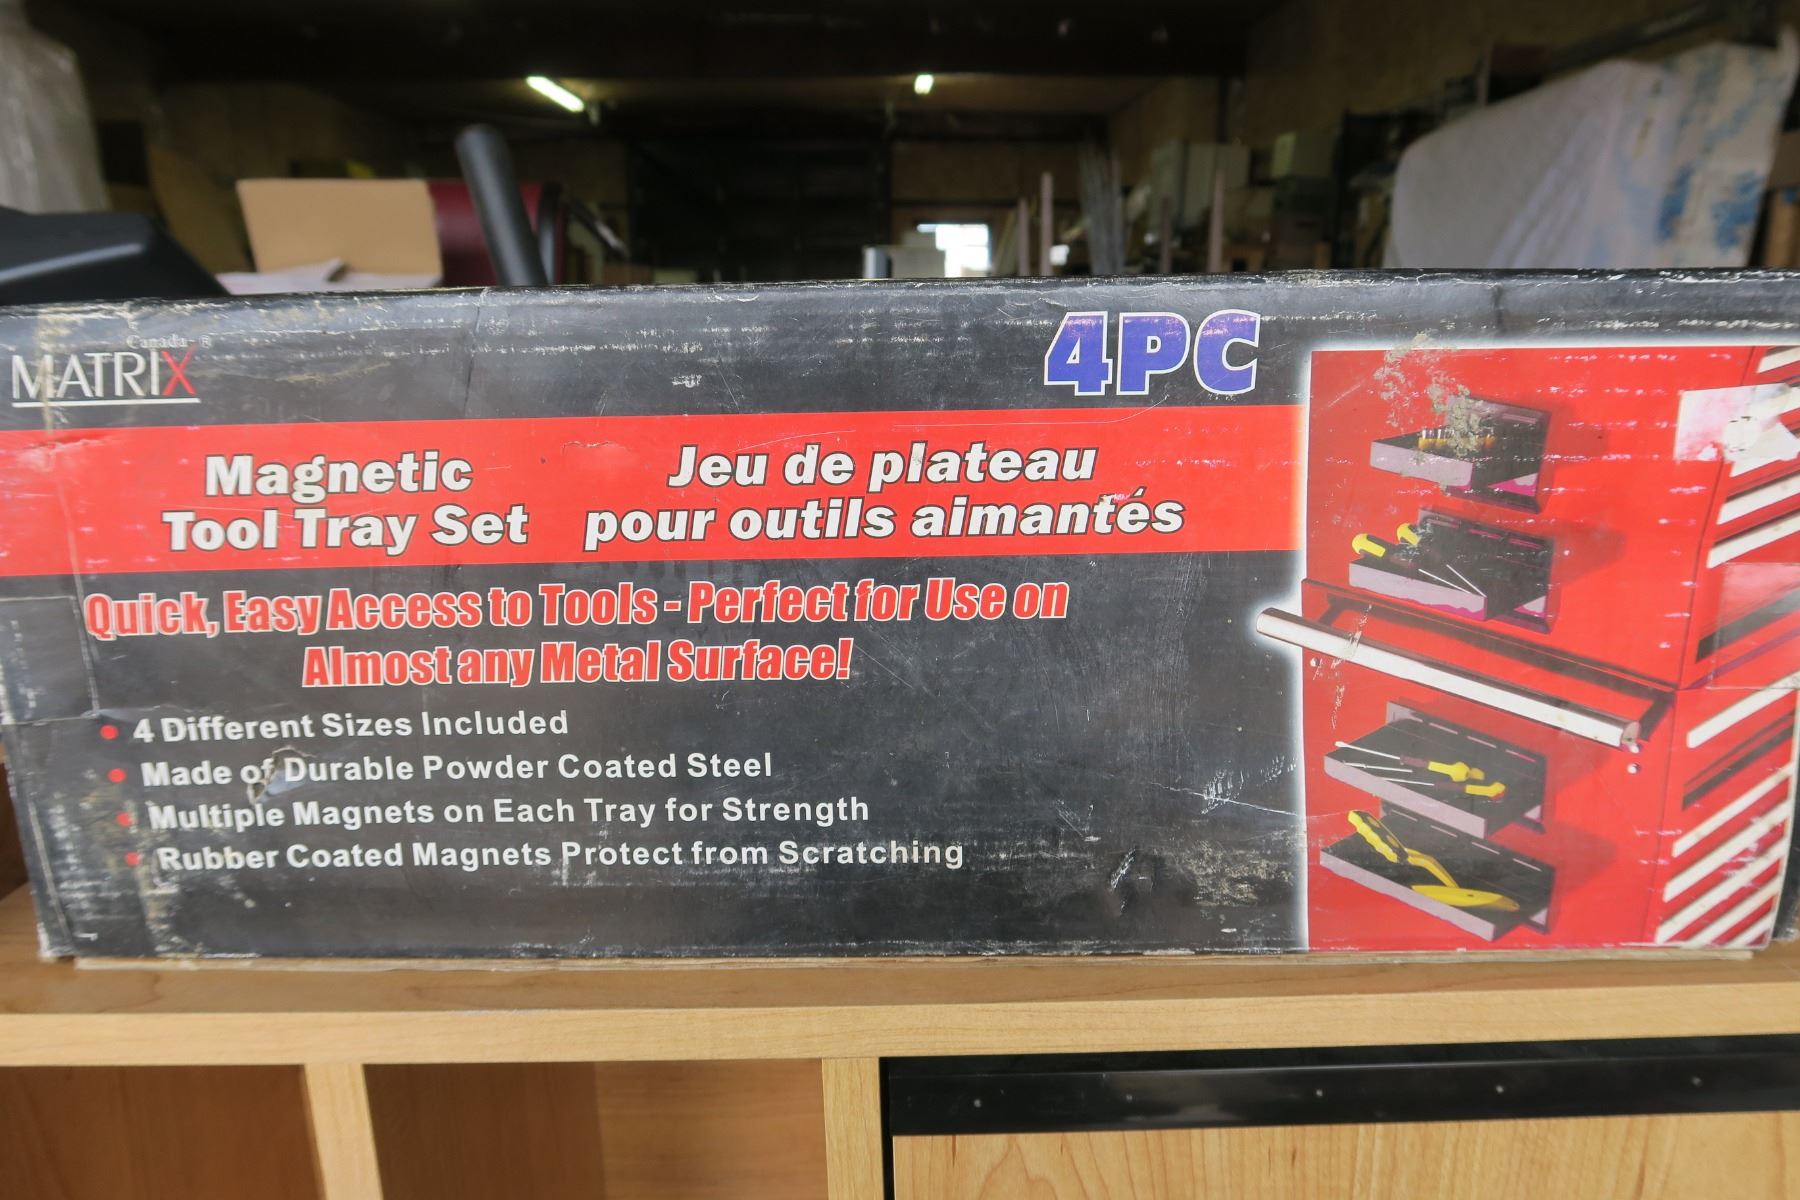 Canada ®
MATRIX
4PC
Magnetic
Tool Tray Set
Jeu de plateau
pour outils aimantés
Quick, Easy Access to Tools - Perfect for Use on
Almost any Metal Surface!
• 4 Different Sizes Included
• Made of Durable Powder Coated Steel
• Multiple Magnets on Each Tray for Strength
• Rubber Coated Magnets Protect from Scratching